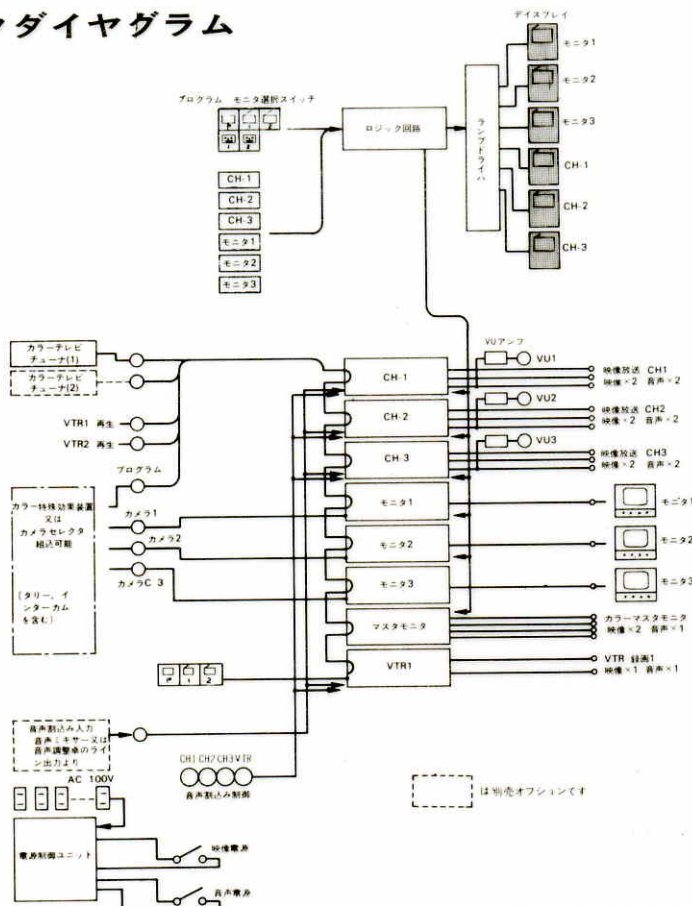 クダイヤグラム
ディスプレイ
モニタ1
モニタ2
モニタ3
CH-1
CH-2
CH-3
ランプドライバ
ロジック回路
プログラム モニタ選択スイッチ
P 1 2
CH-1
CH-2
CH-3
モニタ1
モニタ2
モニタ3
カラーテレビ
チューナ(1)
カラーテレビ
チューナ(2)
VTR1 再生
VTR2 再生
プログラム
カラー特殊効果装置
又は
カメラセレクタ
組込可能
(タリー, イ
ンターカム
を含む)
カメラ1
カメラ2
カメラC 3
CH-1
CH-2
CH-3
モニタ1
モニタ2
モニタ3
マスタモニタ
VTR1
VUアンプ
VU1
VU2
VU3
映像放送 CH1
映像×2 音声×2
映像放送 CH2
映像×2 音声×2
映像放送 CH3
映像×2 音声×2
モニタ1
モニタ2
モニタ3
カラーマスタモニタ
映像×2 音声×1
VTR 録画1
映像×1 音声×1
P 1 2
音声割込み入力
音声ミキサー又は
音声調整卓のライ
ン出力より
CH1 CH2 CH3 VTR
音声割込み制御
は別売オプションです
AC 100V
電源制御ユニット
映像電源
音声電源